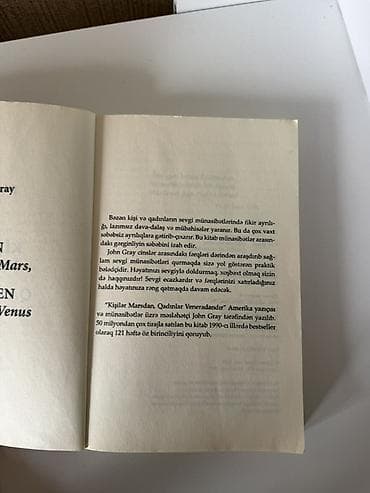 ray
N
Mars,
EN
Venus
Bəzən kişi və qadınların sevgi münasibətlərində fikir ayrılı-
ğı, lazımsız dava-dalaş və mübahisələr yaranır. Bu da çox vaxt
səbəbsiz ayrılıqlara gətirib-çıxarır. Bu kitab münasibətlər arasın-
dakı gərginliyin səbəbini izah edir.
John Gray cinslər arasındakı fərqləri dərindən araşdırıb sağ-
lam sevgi münasibətləri qurmaqda sizə yol göstərən praktik
bələdçidir. Həyatınızı sevgiylə doldurmaq, xoşbəxt olmaq sizin
də haqqınızdır! Sevgi ecazkardır və fərqlərinizi xatırladığınız
halda həyatınıza rəng qatmaqda davam edəcək.
"Kişilər Marsdan, Qadınlar Veneradandır" Amerika yazıçısı
və münasibətlər üzrə məsləhətçi John Gray tərəfindən yazılıb.
50 milyondan çox tirajla satılan bu kitab 1990-cı illərdə bestseller
olaraq 121 həftə öz birinciliyini qoruyub.